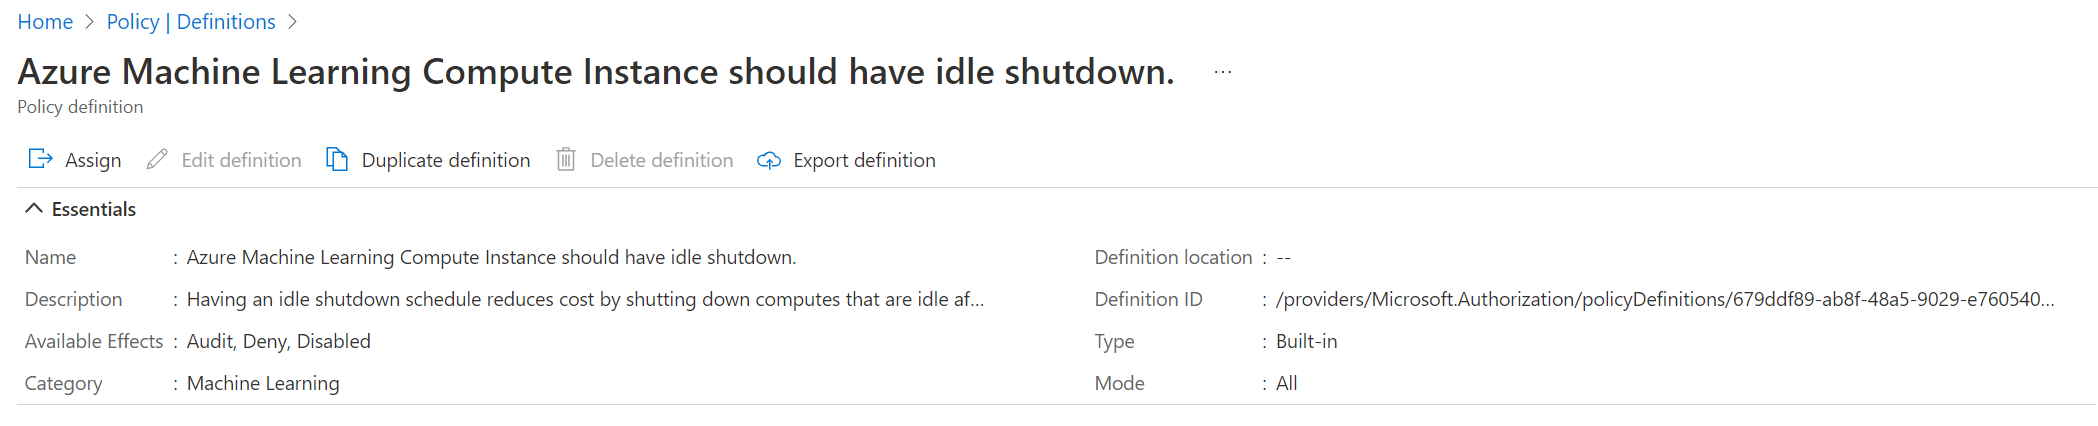 Home > Policy | Definitions >
Azure Machine Learning Compute Instance should have idle shutdown. ...
Policy definition
Assign Edit definition Duplicate definition Delete definition Export definition
Essentials
Name : Azure Machine Learning Compute Instance should have idle shutdown.
Definition location : --
Description : Having an idle shutdown schedule reduces cost by shutting down computes that are idle af...
Definition ID : /providers/Microsoft.Authorization/policyDefinitions/679ddf89-ab8f-48a5-9029-e760540...
Available Effects : Audit, Deny, Disabled
Type : Built-in
Category : Machine Learning
Mode : All